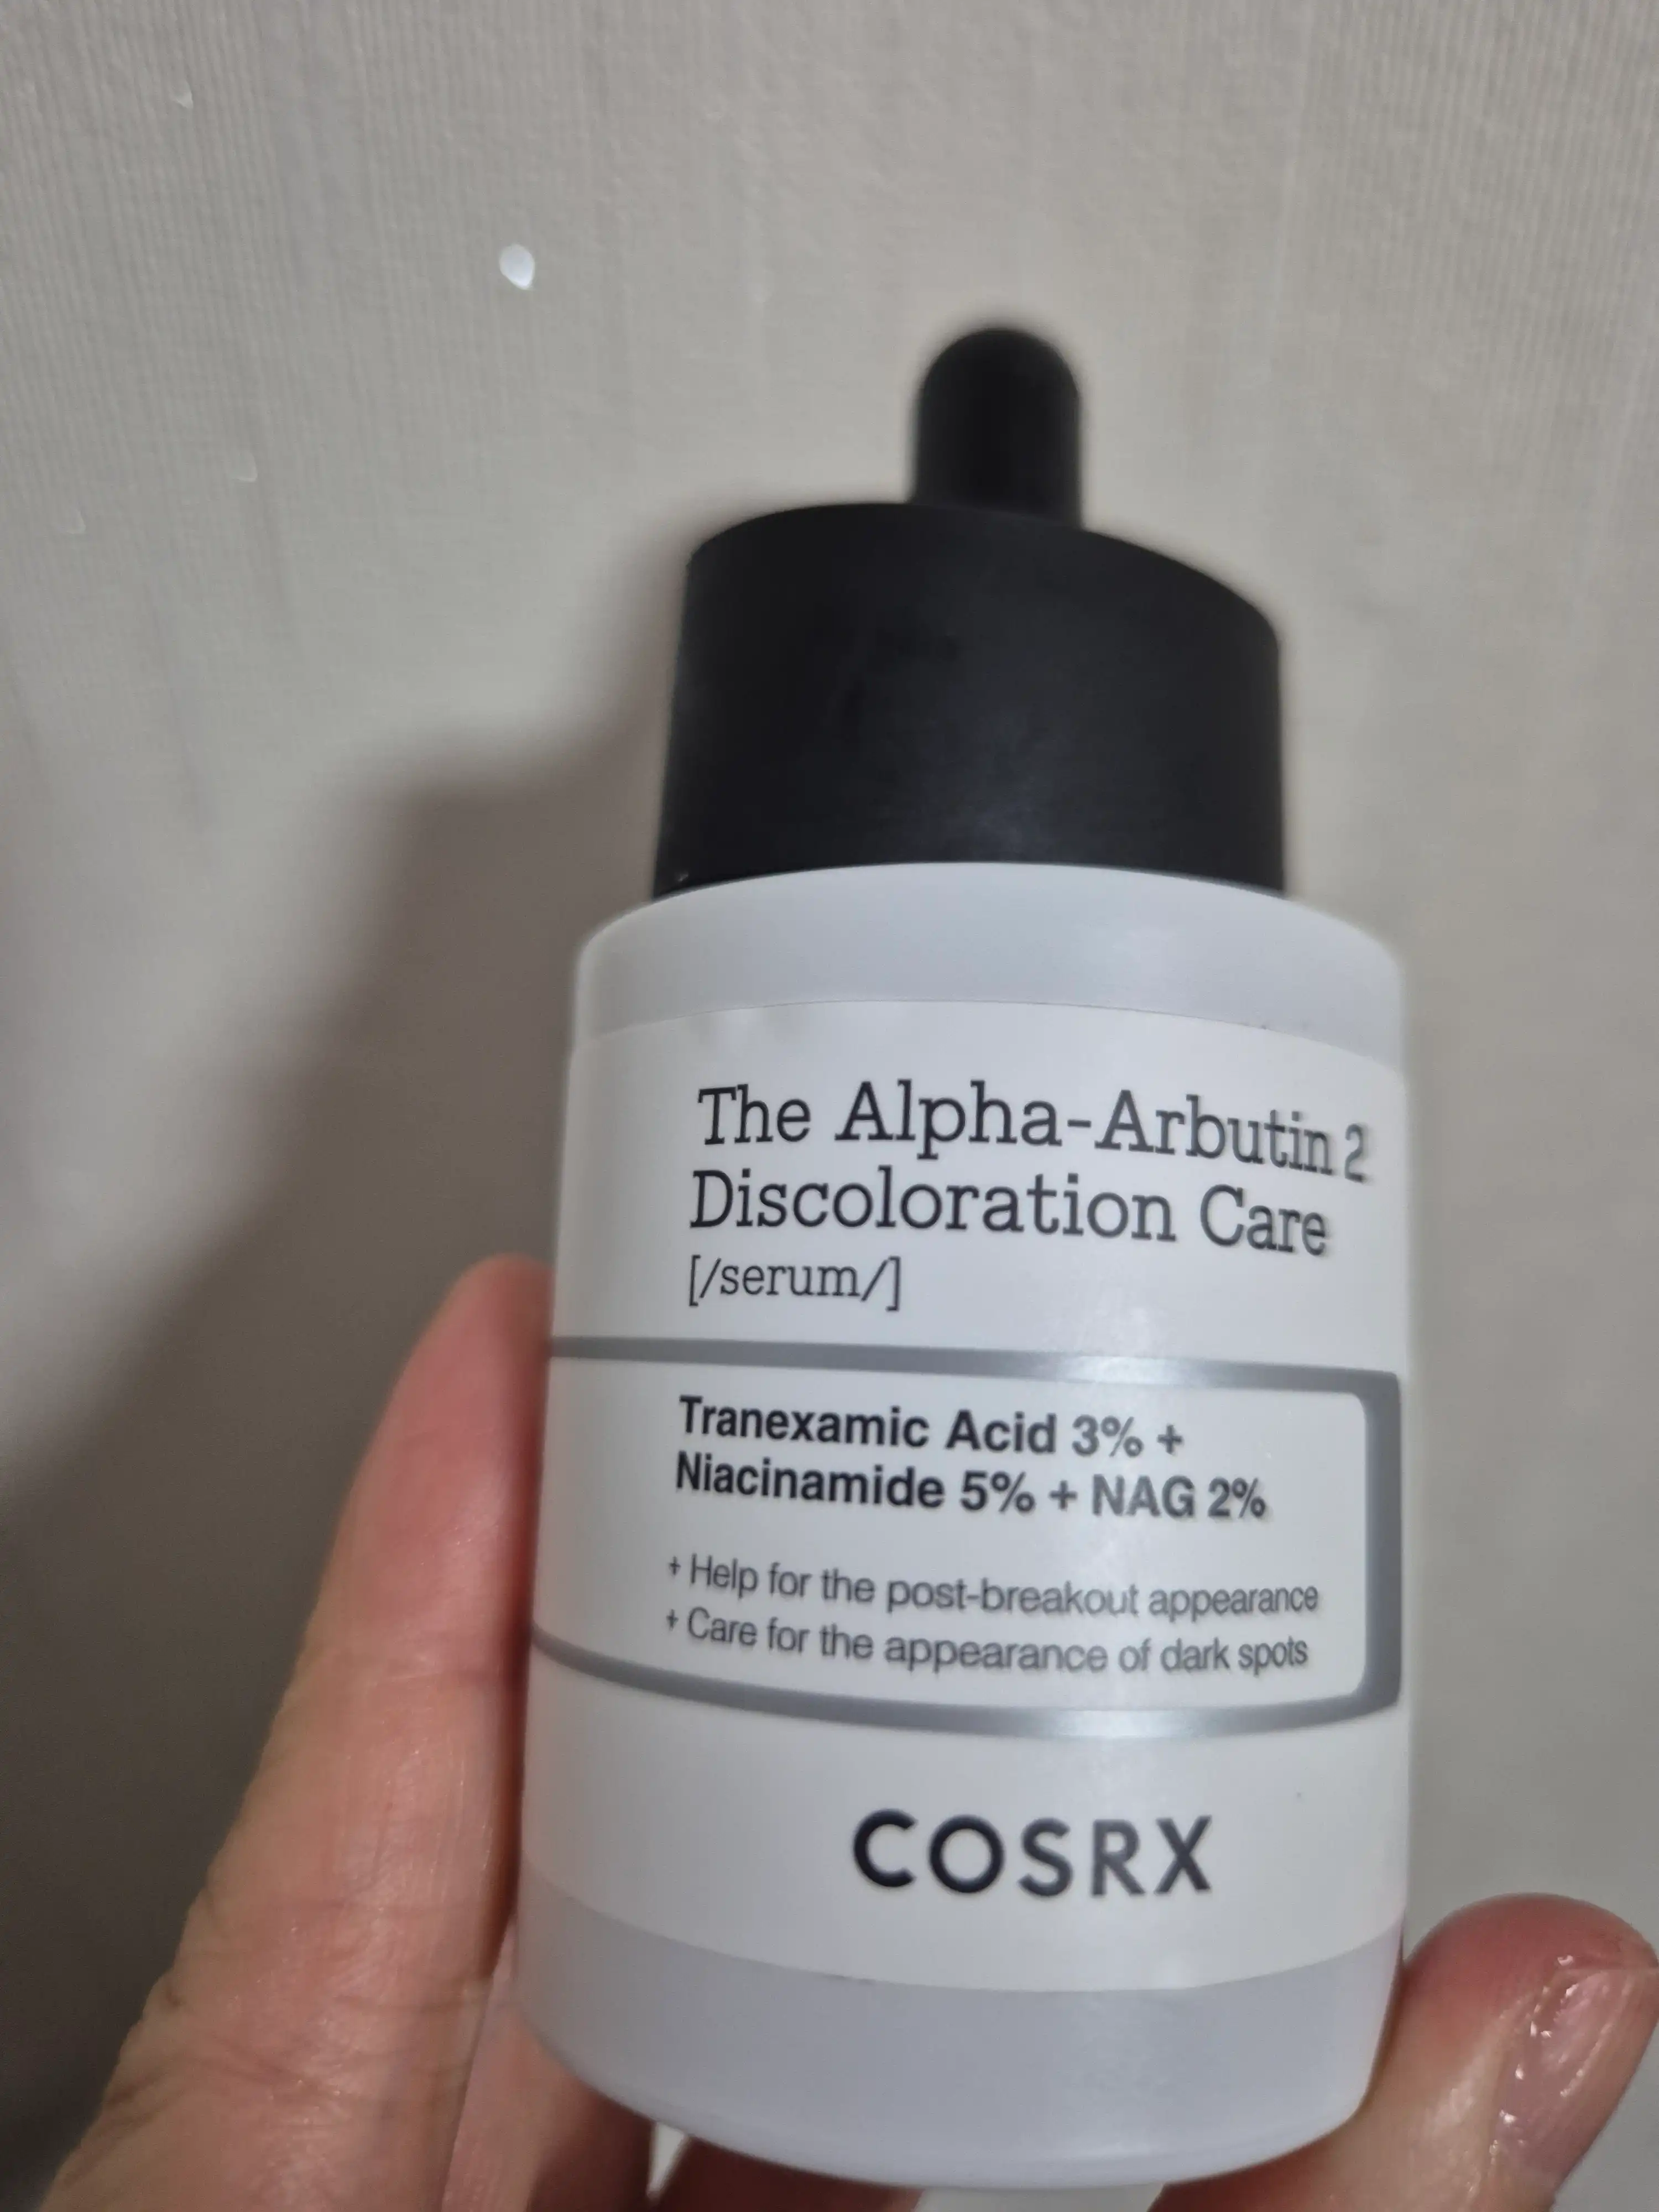 The Alpha-Arbutin 2
Discoloration Care
[/serum/]
Tranexamic Acid 3% +
Niacinamide 5% + NAG 2%
+ Help for the post-breakout appearance
+ Care for the appearance of dark spots
COSRX